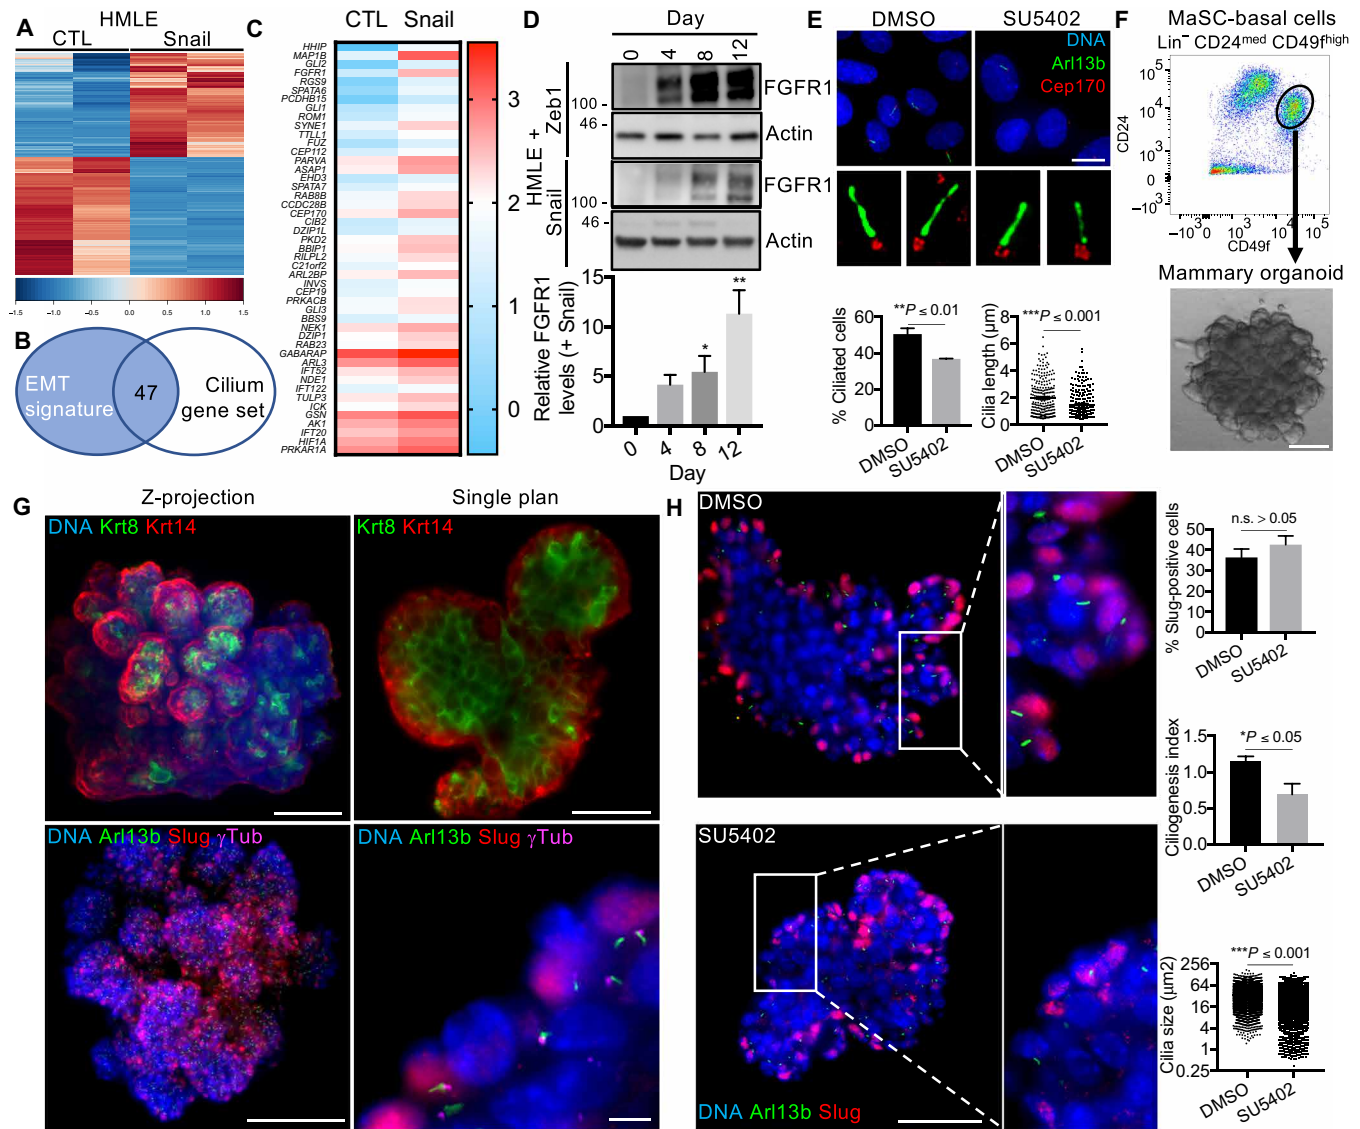 A
HMLE
CTL Snail
-1.5 -1.0 -0.5 0.0 0.5 1.0 1.5
B
EMT
signature
47
Cilium
gene set
C
CTL Snail
HHIP
MAP1B
GLI2
FGFR1
RGS9
SPATA6
PCDHB15
GLI1
ROM1
SYNE1
TTLL1
FUZ
CEP112
PARVA
ASAP1
EHD3
SPATA7
RAB8B
CCDC28B
CEP170
CIB2
DZIP1L
PKD2
BBIP1
RILPL2
C21orf2
ARL2BP
INVS
CEP19
PRKACB
GLI3
BBS9
NEK1
DZIP1
RAB23
GABARAP
ARL3
IFT52
NDE1
IFT122
TULP3
ICK
GSN
AK1
IFT20
HIF1A
PRKAR1A
3
2
1
0
D
Day
0 4 8 12
HMLE +
Zeb1
Snail
100
46
100
46
FGFR1
Actin
FGFR1
Actin
Relative FGFR1
levels (+ Snail)
15
10
5
0
* **
0 4 8 12
Day
E
DMSO SU5402
DNA
Arl13b
Cep170
% Ciliated cells
60
40
20
0
**P ≤ 0.01
DMSO
SU5402
Cilia length (μm)
8
6
4
2
0
***P ≤ 0.001
DMSO
SU5402
F
MaSC-basal cells
Lin⁻ CD24ᵐᵉᵈ CD49fʰⁱᵍʰ
CD24
10⁵
10⁴
10³
0
−10³
−10³ 0 10³ 10⁴ 10⁵
CD49f
Mammary organoid
G
Z-projection Single plan
DNA Krt8 Krt14
Krt8 Krt14
DNA Arl13b Slug γTub
DNA Arl13b Slug γTub
H
DMSO
SU5402
DNA Arl13b Slug
% Slug-positive cells
50
40
30
20
10
0
n.s. > 0.05
DMSO
SU5402
Ciliogenesis index
1.5
1.0
0.5
0.0
*P ≤ 0.05
DMSO
SU5402
Cilia size (μm2)
256
64
16
4
1
0.25
***P ≤ 0.001
DMSO
SU5402